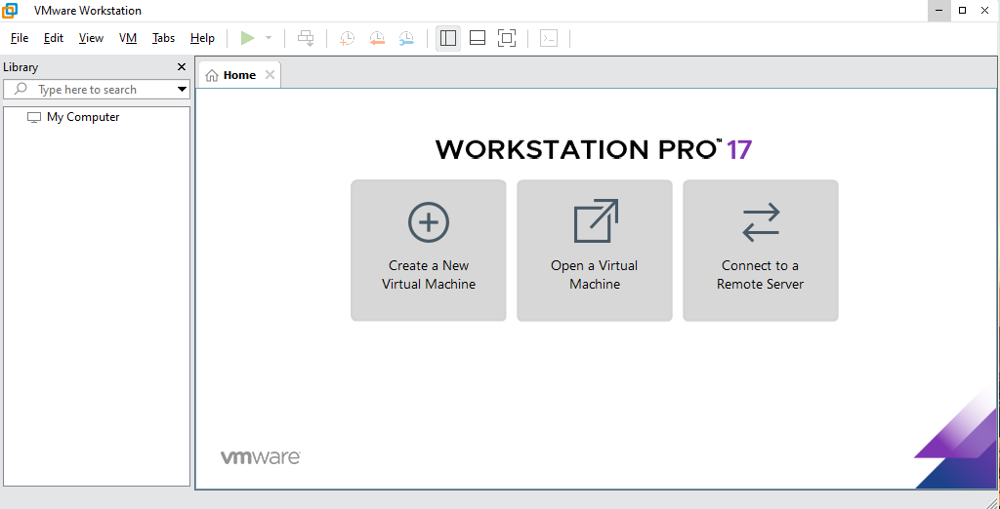 VMware Workstation
File Edit View VM Tabs Help
Library
Type here to search
My Computer
Home
WORKSTATION PRO™ 17
Create a New
Virtual Machine
Open a Virtual
Machine
Connect to a
Remote Server
vmware